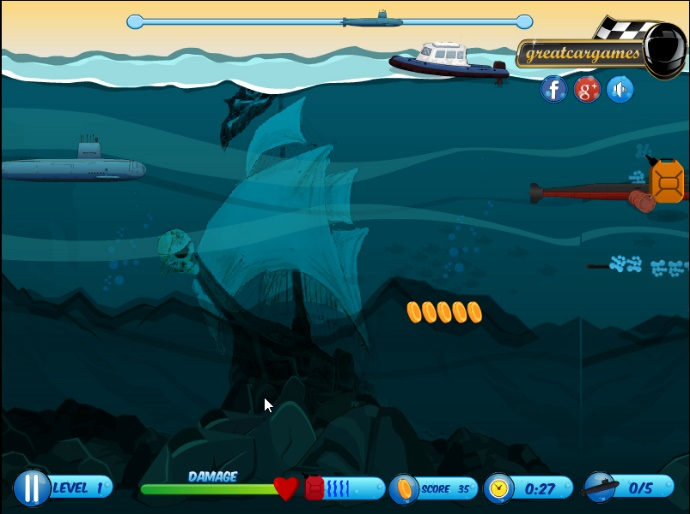 greatcargames
f g+
DAMAGE
LEVEL 1
SCORE 35
0:27
0/5